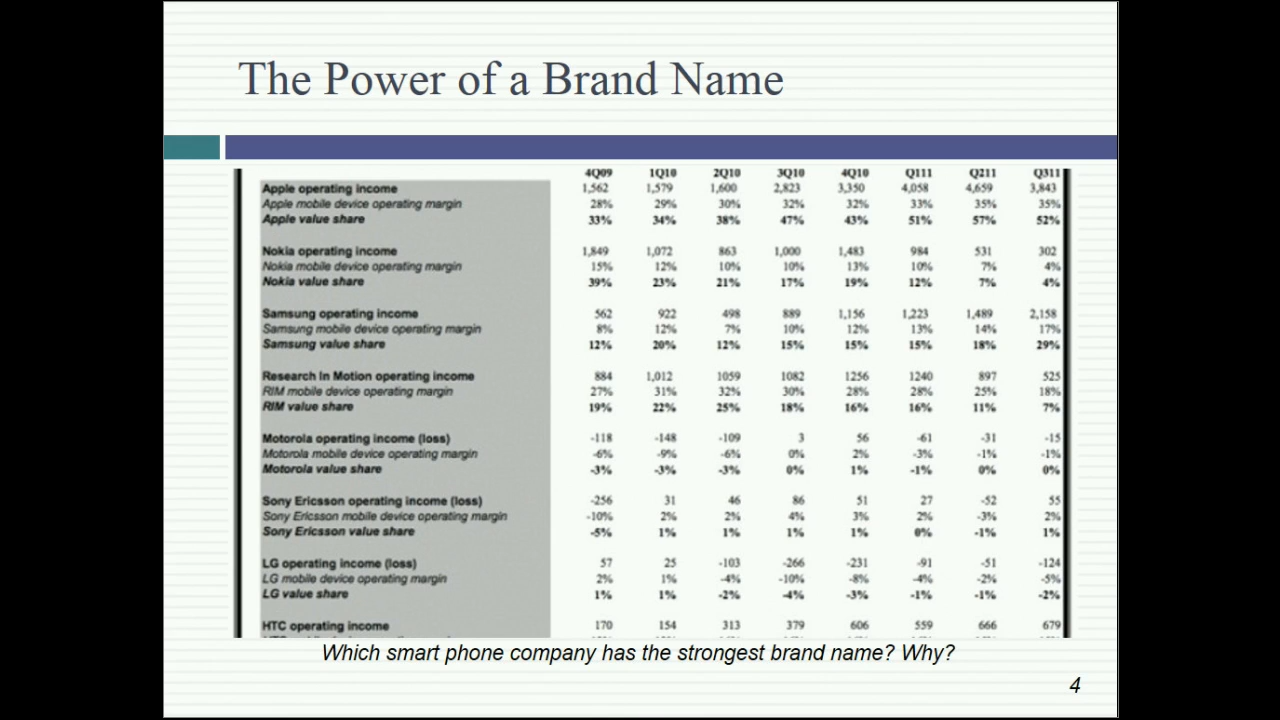 The Power of a Brand Name
4Q09 1Q10 2Q10 3Q10 4Q10 Q111 Q211 Q311
Apple operating income 1,562 1,579 1,600 2,823 3,350 4,058 4,659 3,843
Apple mobile device operating margin 28% 29% 30% 32% 32% 33% 35% 35%
Apple value share 33% 34% 38% 47% 43% 51% 57% 52%
Nokia operating income 1,849 1,072 863 1,000 1,483 984 531 302
Nokia mobile device operating margin 15% 12% 10% 10% 13% 10% 7% 4%
Nokia value share 39% 23% 21% 17% 19% 12% 7% 4%
Samsung operating income 562 922 498 889 1,156 1,223 1,489 2,158
Samsung mobile device operating margin 8% 12% 7% 10% 12% 13% 14% 17%
Samsung value share 12% 20% 12% 15% 15% 15% 18% 29%
Research In Motion operating income 884 1,012 1059 1082 1256 1240 897 525
RIM mobile device operating margin 27% 31% 32% 30% 28% 28% 25% 18%
RIM value share 19% 22% 25% 18% 16% 16% 11% 7%
Motorola operating income (loss) -118 -148 -109 3 56 -61 -31 -15
Motorola mobile device operating margin -6% -9% -6% 0% 2% -3% -1% -1%
Motorola value share -3% -3% -3% 0% 1% -1% 0% 0%
Sony Ericsson operating income (loss) -256 31 46 86 51 27 -52 55
Sony Ericsson mobile device operating margin -10% 2% 2% 4% 3% 2% -3% 2%
Sony Ericsson value share -5% 1% 1% 1% 1% 0% -1% 1%
LG operating income (loss) 57 25 -103 -266 -231 -91 -51 -124
LG mobile device operating margin 2% 1% -4% -10% -8% -4% -2% -5%
LG value share 1% 1% -2% -4% -3% -1% -1% -2%
HTC operating income 170 154 313 379 606 559 666 679
Which smart phone company has the strongest brand name? Why?
4